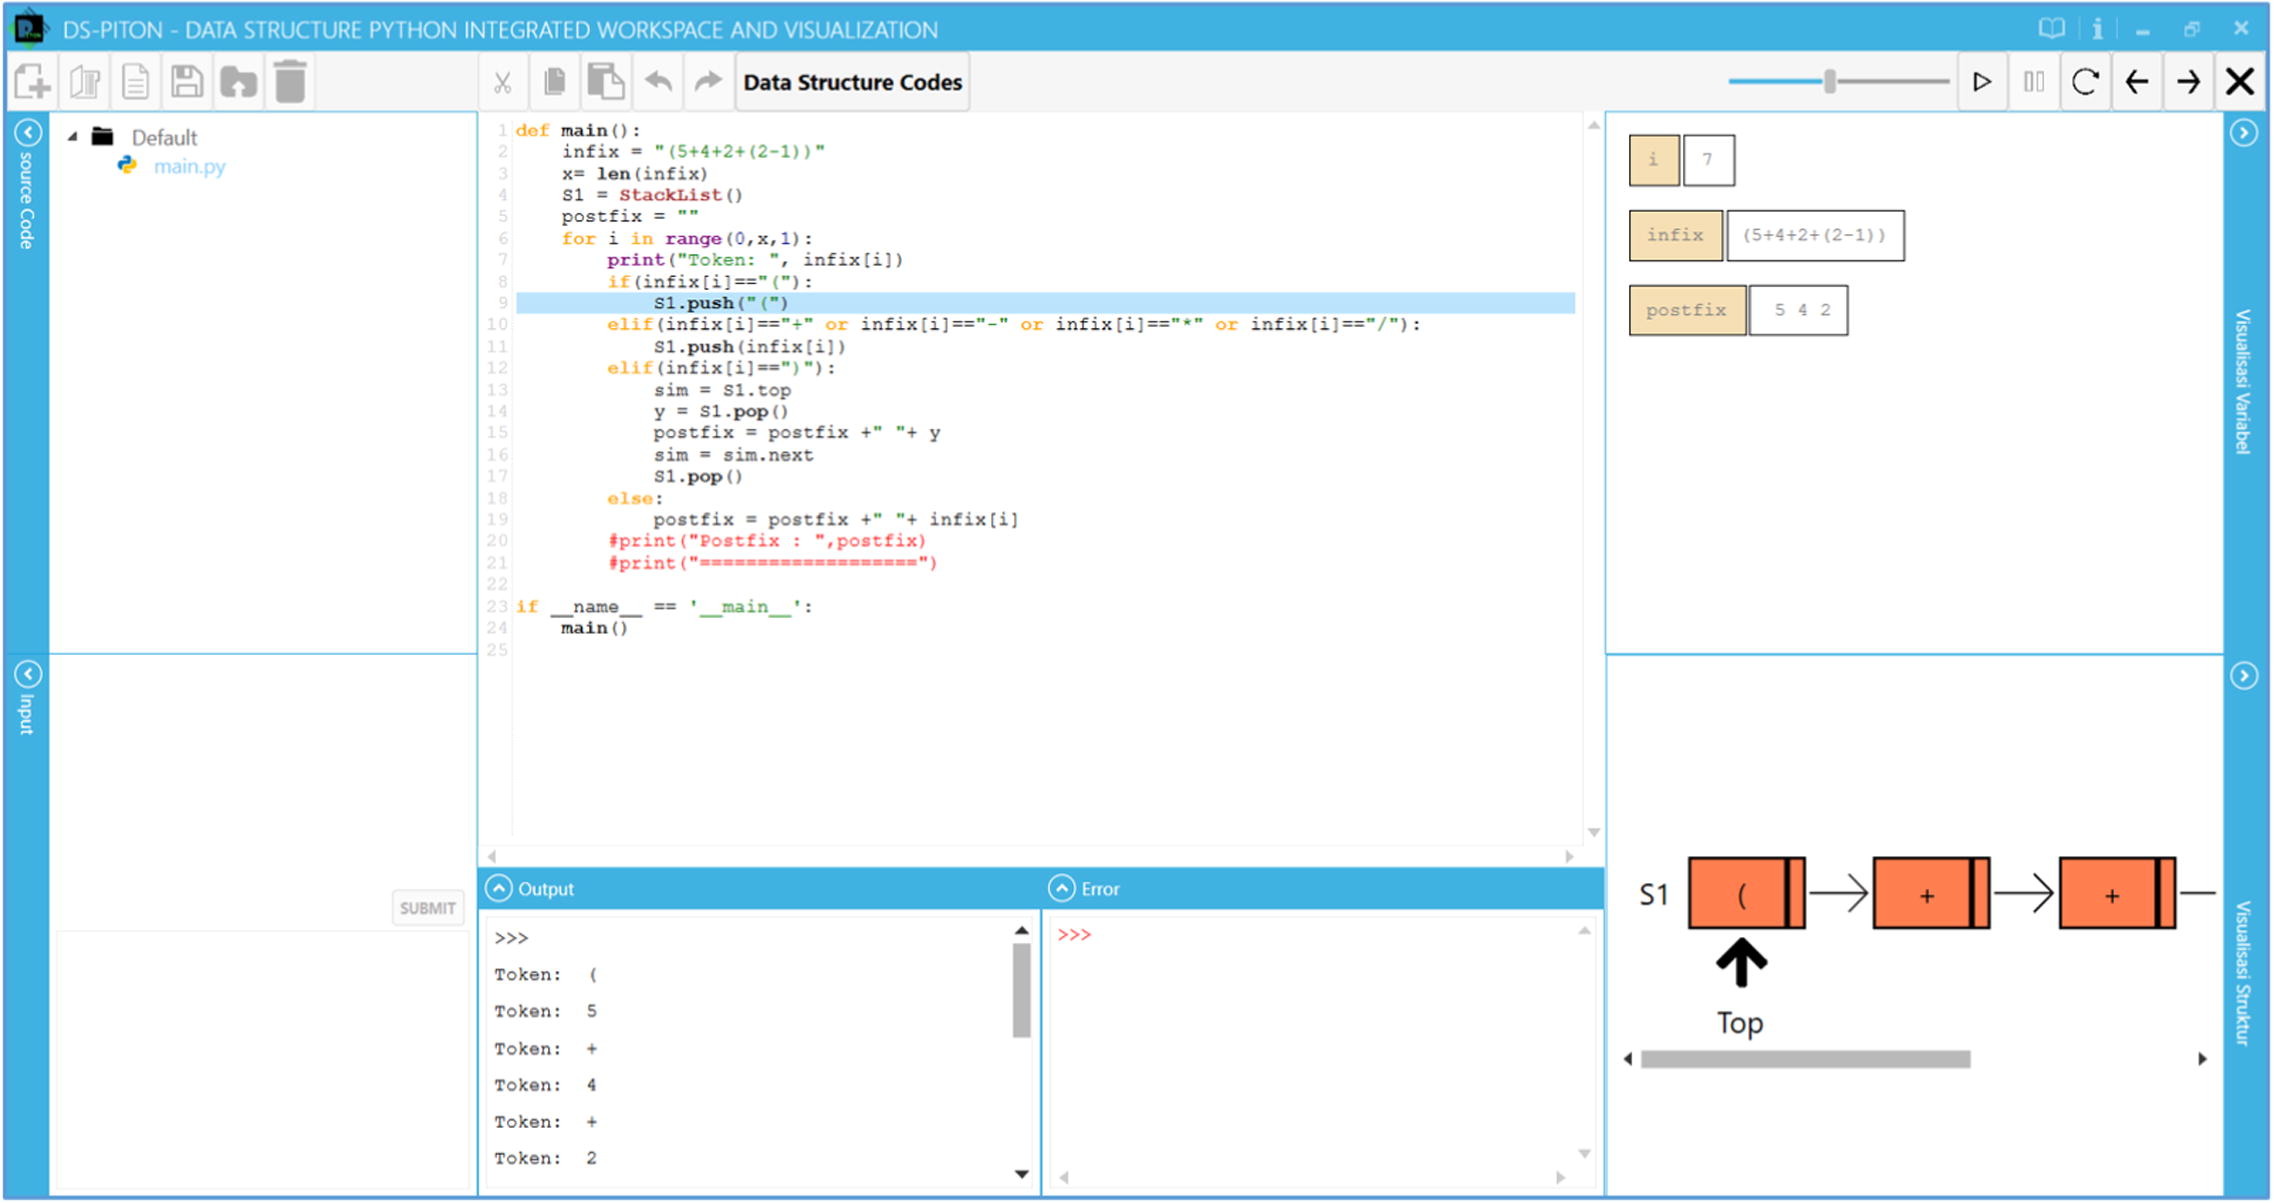 DS-PITON - DATA STRUCTURE PYTHON INTEGRATED WORKSPACE AND VISUALIZATION
Data Structure Codes
source Code
Default
main.py
Input
SUBMIT
1 def main():
2 infix = "(5+4+2+(2-1))"
3 x= len(infix)
4 S1 = StackList()
5 postfix = ""
6 for i in range(0,x,1):
7 print("Token: ", infix[i])
8 if(infix[i]=="("):
9 S1.push("(")
10 elif(infix[i]=="+" or infix[i]=="-" or infix[i]=="*" or infix[i]=="/"):
11 S1.push(infix[i])
12 elif(infix[i]==")"):
13 sim = S1.top
14 y = S1.pop()
15 postfix = postfix +" "+ y
16 sim = sim.next
17 S1.pop()
18 else:
19 postfix = postfix +" "+ infix[i]
20 #print("Postfix : ",postfix)
21 #print("===================")
22
23 if __name__ == '__main__':
24 main()
25
Output
>>>
Token: (
Token: 5
Token: +
Token: 4
Token: +
Token: 2
Error
>>>
i 7
infix (5+4+2+(2-1))
postfix 5 4 2
Visualisasi Variabel
S1 ( + +
Top
Visualisasi Struktur